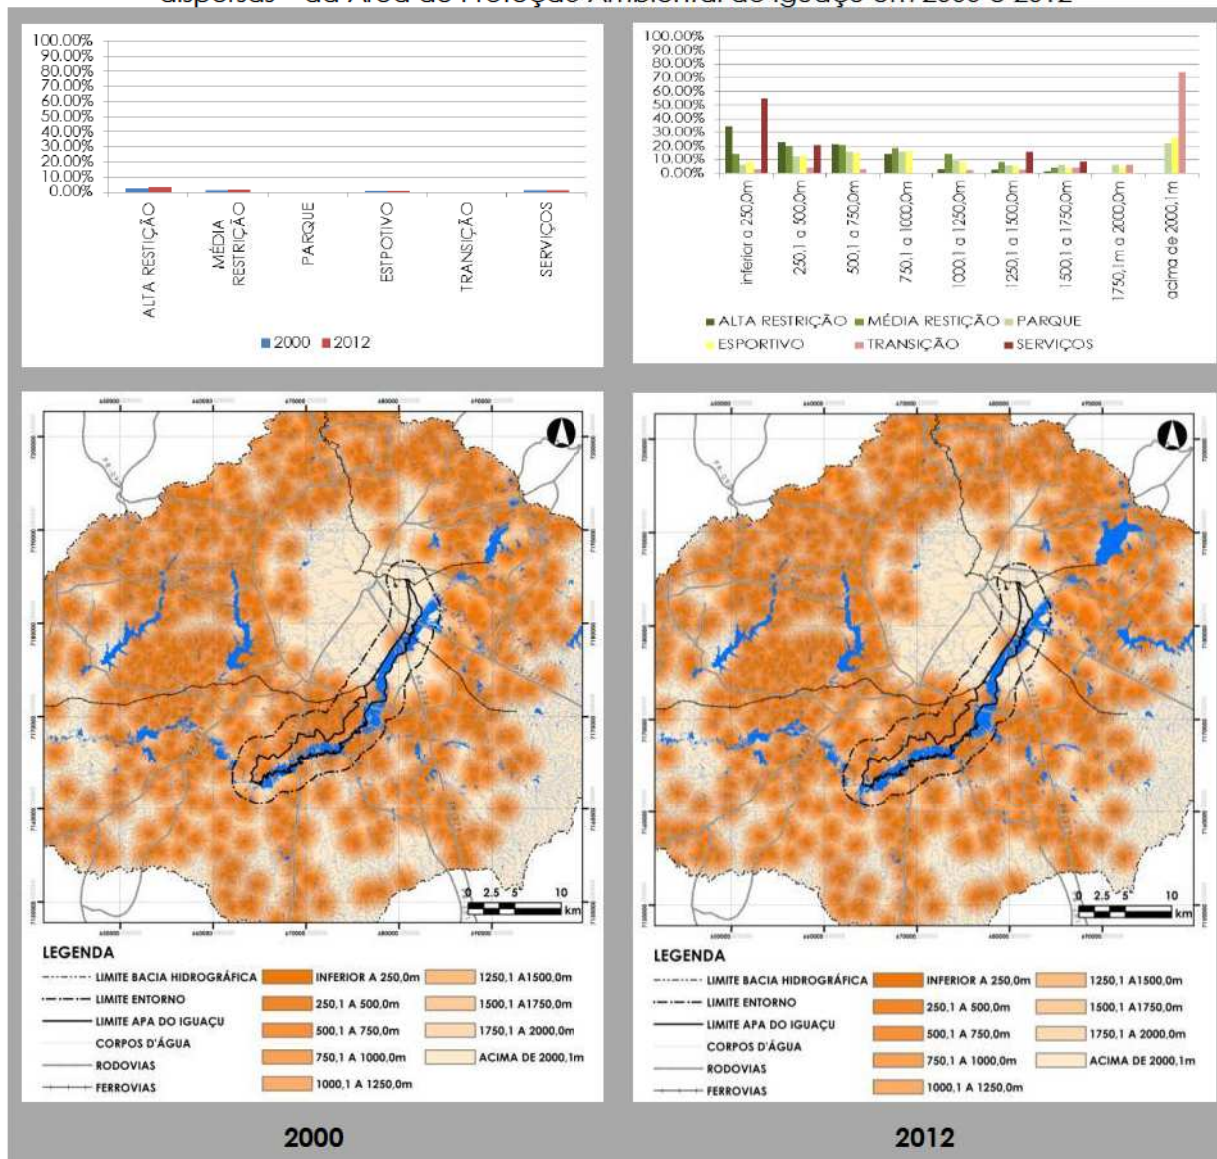 dispersas - da Área de Proteção Ambiental do Iguaçu em 2000 e 2012
100.00%
90.00%
80.00%
70.00%
60.00%
50.00%
40.00%
30.00%
20.00%
10.00%
0.00%
ALTA RESTIÇÃO
MÉDIA
RESTRIÇÃO
PARQUE
ESTPOTIVO
TRANSIÇÃO
SERVIÇOS
2000 2012
100.00%
90.00%
80.00%
70.00%
60.00%
50.00%
40.00%
30.00%
20.00%
10.00%
0.00%
inferior a 250,0m
250,1 a 500,0m
500,1 a 750,0m
750,1 a 1000,0m
1000,1 a 1250,0m
1250,1 a 1500,0m
1500,1 a 1750,0m
1750,1m a 2000,0m
acima de 2000,1m
ALTA RESTRIÇÃO MÉDIA RESTIÇÃO PARQUE
ESPORTIVO TRANSIÇÃO SERVIÇOS
0 2.5 5 10
km
LEGENDA
LIMITE BACIA HIDROGRÁFICA INFERIOR A 250,0m 1250,1 A1500,0m
LIMITE ENTORNO 250,1 A 500,0m 1500,1 A1750,0m
LIMITE APA DO IGUAÇU 500,1 A 750,0m 1750,1 A 2000,0m
CORPOS D'ÁGUA 750,1 A 1000,0m ACIMA DE 2000,1m
RODOVIAS
FERROVIAS 1000,1 A 1250,0m
2000
0 2.5 5 10
km
LEGENDA
LIMITE BACIA HIDROGRÁFICA INFERIOR A 250,0m 1250,1 A1500,0m
LIMITE ENTORNO 250,1 A 500,0m 1500,1 A1750,0m
LIMITE APA DO IGUAÇU 500,1 A 750,0m 1750,1 A 2000,0m
CORPOS D'ÁGUA 750,1 A 1000,0m ACIMA DE 2000,1m
RODOVIAS
FERROVIAS 1000,1 A 1250,0m
2012